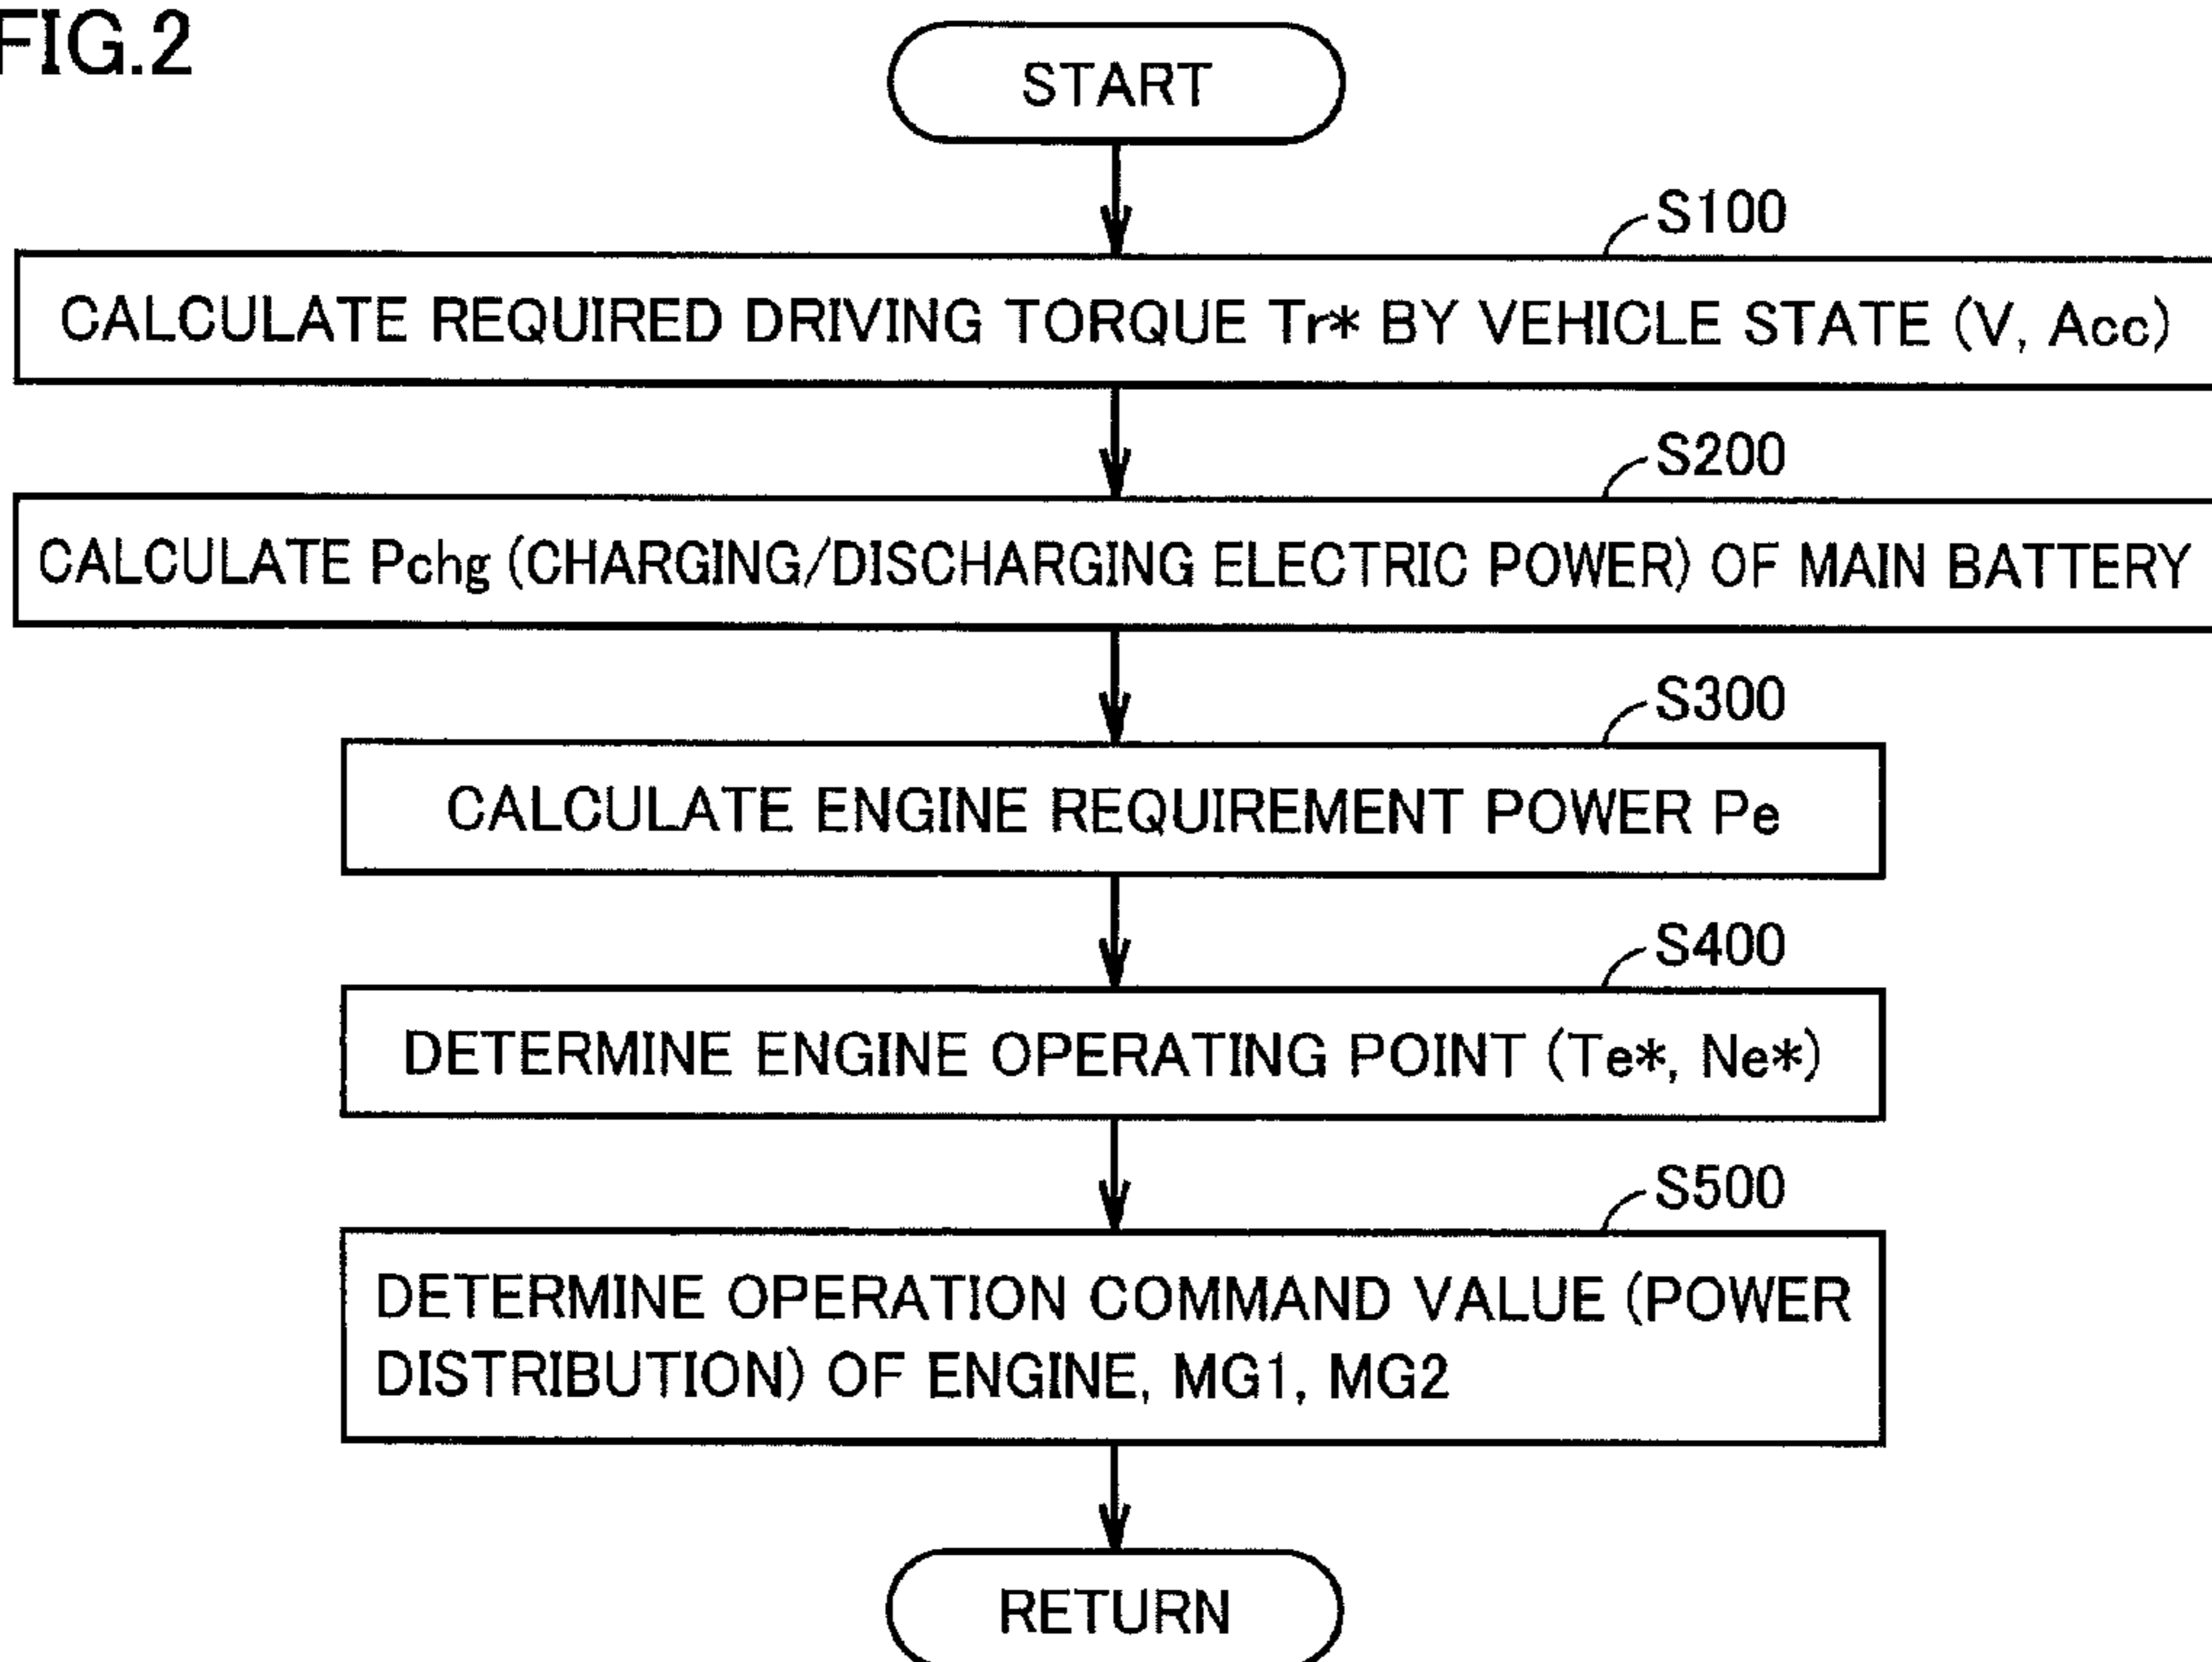 FIG.2
START
S100
CALCULATE REQUIRED DRIVING TORQUE Tr* BY VEHICLE STATE (V, Acc)
S200
CALCULATE Pchg (CHARGING/DISCHARGING ELECTRIC POWER) OF MAIN BATTERY
S300
CALCULATE ENGINE REQUIREMENT POWER Pe
S400
DETERMINE ENGINE OPERATING POINT (Te*, Ne*)
S500
DETERMINE OPERATION COMMAND VALUE (POWER
DISTRIBUTION) OF ENGINE, MG1, MG2
RETURN